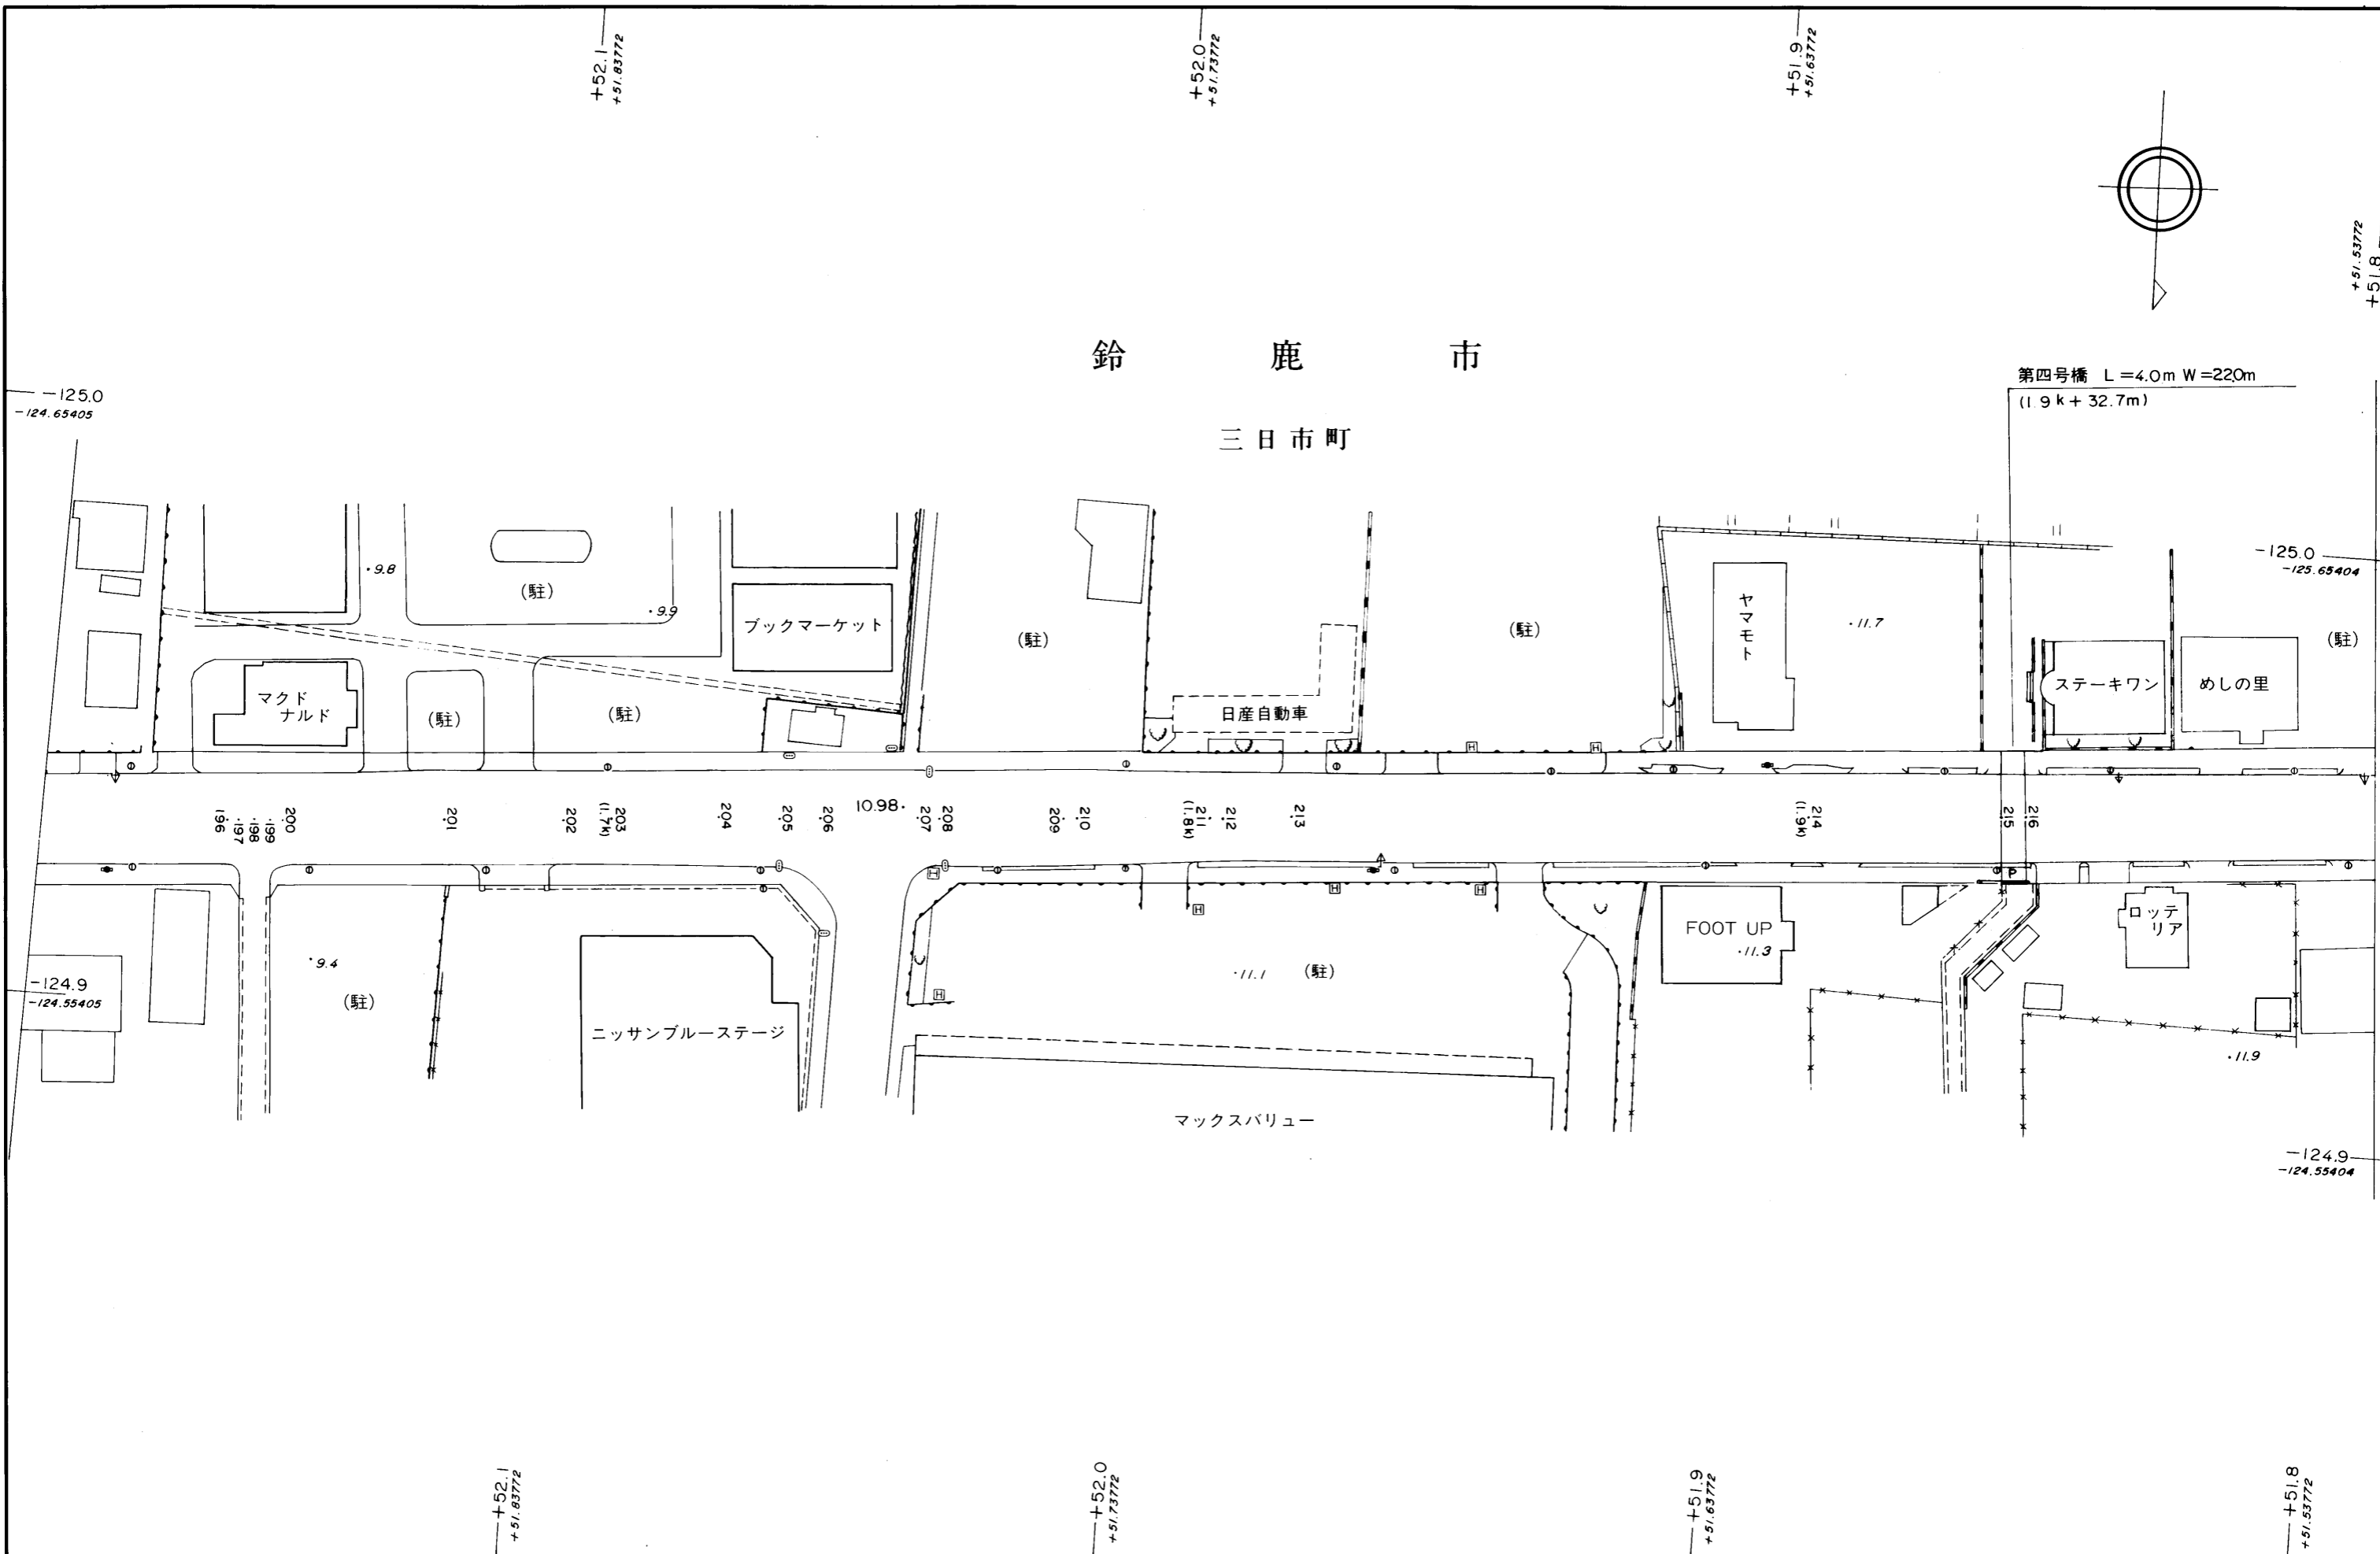 +52.1
+51.83772
+52.0
+51.73772
+51.9
+51.63772
+51.53772
+51.8
鈴鹿市
三日市町
第四号橋 L=4.0m W=22.0m
(1.9k+32.7m)
-125.0
-124.65405
-125.0
-125.65404
・9.8
(駐)
・9.9
ブックマーケット
(駐)
(駐)
ヤマモト
・11.7
(駐)
マクド
ナルド
(駐)
(駐)
日産自動車
ステーキワン
めしの里
H
H
196
197
198
199
200
201
202
203
(1.7k)
204
205
206
10.98・
207
208
209
210
211
(1.8k)
212
213
214
(1.9k)
215
216
H
H
H
H
P
FOOT UP
・11.3
ロッテ
リア
・9.4
・11.1
(駐)
-124.9
-124.55405
(駐)
H
ニッサンブルーステージ
・11.9
マックスバリュー
-124.9
-124.55404
+52.1
+51.83772
+52.0
+51.73772
+51.9
+51.63772
+51.8
+51.53772